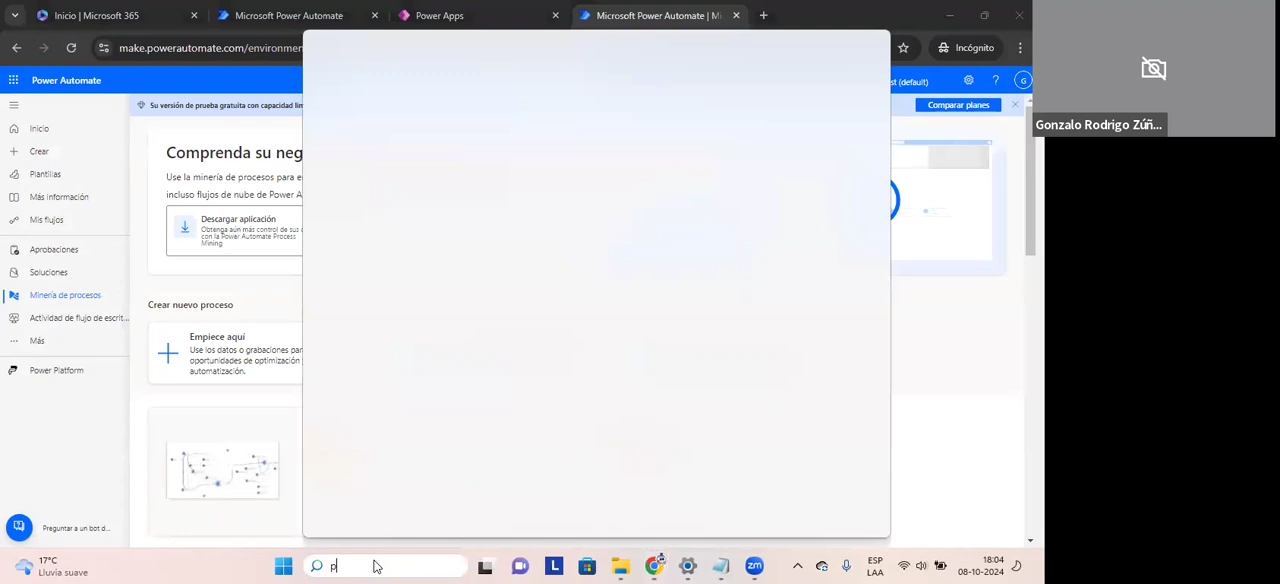 Inicio | Microsoft 365
Microsoft Power Automate
Power Apps
Microsoft Power Automate | Mi
make.powerautomate.com/environmen
Incógnito
Power Automate
st (default)
G
Su versión de prueba gratuita con capacidad lim
Comparar planes
Gonzalo Rodrigo Zúñ...
Inicio
Crear
Plantillas
Más información
Mis flujos
Aprobaciones
Soluciones
Minería de procesos
Actividad de flujo de escrit...
Más
Power Platform
Preguntar a un bot d...
Comprenda su neg
Use la minería de procesos para e
incluso flujos de nube de Power A
Descargar aplicación
Obtenga aún más control de sus
con la Power Automate Process
Mining
Crear nuevo proceso
Empiece aquí
Use los datos o grabaciones par
oportunidades de optimización
automatización.
17°C
Lluvia suave
p
L
zm
ESP
LAA
18:04
08-10-2024